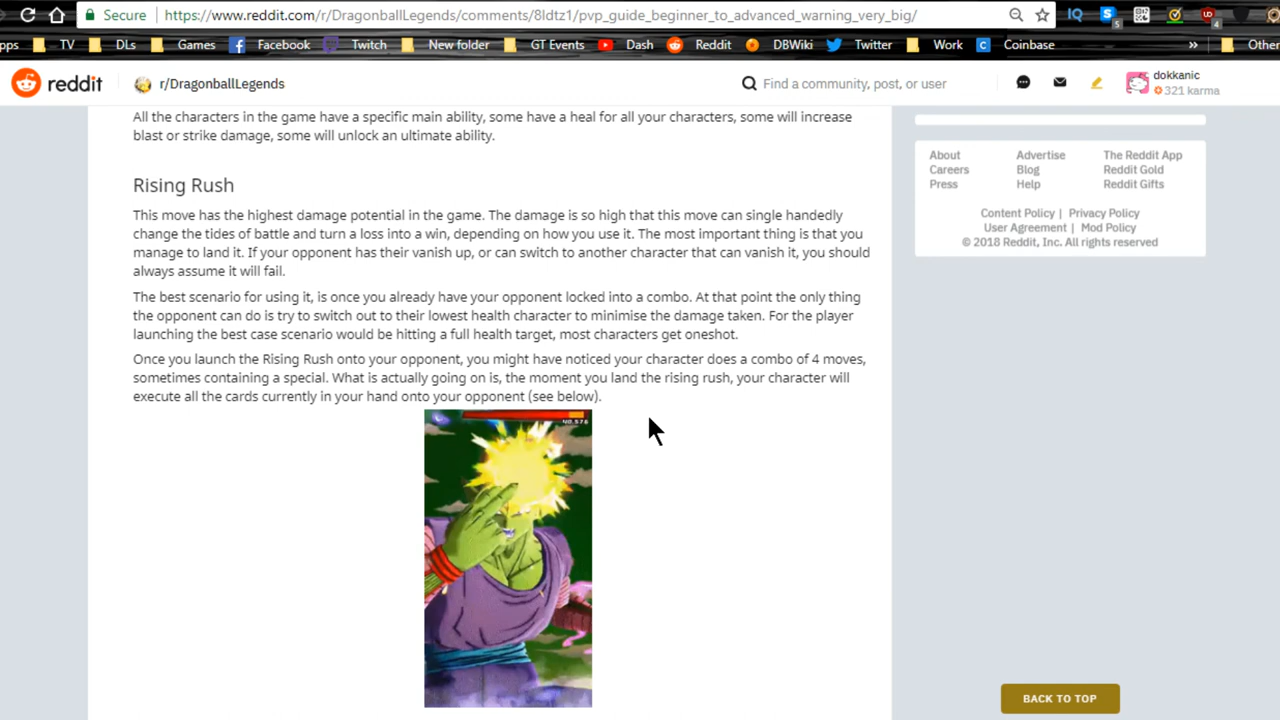 Secure https://www.reddit.com/r/DragonballLegends/comments/8ldtz1/pvp_guide_beginner_to_advanced_warning_very_big/
IQ 5 4
pps TV DLs Games Facebook Twitch New folder GT Events Dash Reddit DBWiki Twitter Work Coinbase » Other
reddit r/DragonballLegends Find a community, post, or user dokkanic
321 karma
All the characters in the game have a specific main ability, some have a heal for all your characters, some will increase
blast or strike damage, some will unlock an ultimate ability.
Rising Rush
This move has the highest damage potential in the game. The damage is so high that this move can single handedly
change the tides of battle and turn a loss into a win, depending on how you use it. The most important thing is that you
manage to land it. If your opponent has their vanish up, or can switch to another character that can vanish it, you should
always assume it will fail.
The best scenario for using it, is once you already have your opponent locked into a combo. At that point the only thing
the opponent can do is try to switch out to their lowest health character to minimise the damage taken. For the player
launching the best case scenario would be hitting a full health target, most characters get oneshot.
Once you launch the Rising Rush onto your opponent, you might have noticed your character does a combo of 4 moves,
sometimes containing a special. What is actually going on is, the moment you land the rising rush, your character will
execute all the cards currently in your hand onto your opponent (see below).
About Advertise The Reddit App
Careers Blog Reddit Gold
Press Help Reddit Gifts
Content Policy | Privacy Policy
User Agreement | Mod Policy
© 2018 Reddit, Inc. All rights reserved
BACK TO TOP